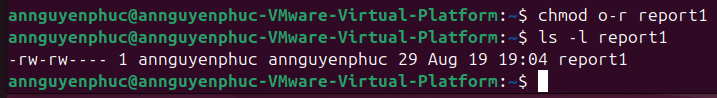 annguyenphuc@annguyenphuc-VMware-Virtual-Platform:~$ chmod o-r report1
annguyenphuc@annguyenphuc-VMware-Virtual-Platform:~$ ls -l report1
-rw-rw---- 1 annguyenphuc annguyenphuc 29 Aug 19 19:04 report1
annguyenphuc@annguyenphuc-VMware-Virtual-Platform:~$